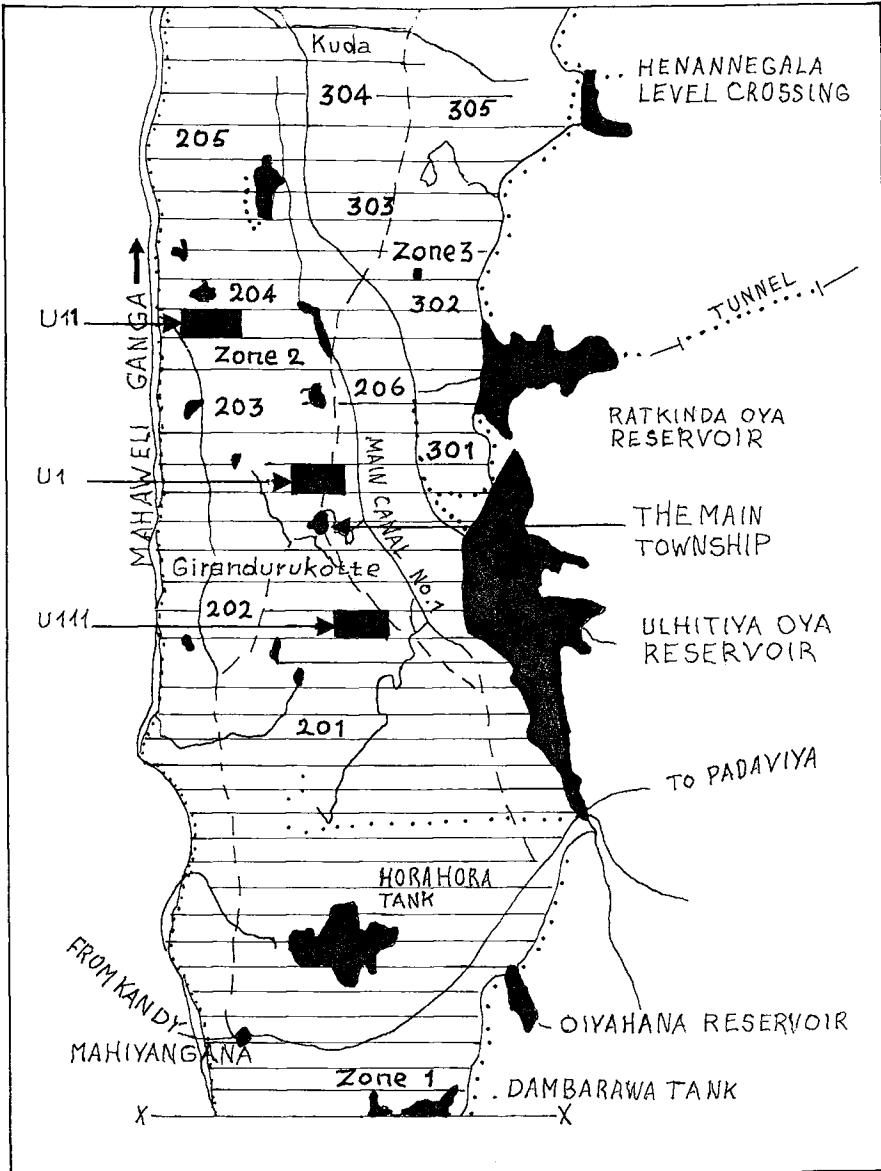 Kuda
HENANNEGALA
LEVEL CROSSING
304
305
205
303
Zone3
302
204
TUNNEL
U11
Zone 2
MAHAWELI GANGA
203
206
RATKINDA OYA
RESERVOIR
301
MAIN CANAL No.1
U1
THE MAIN
TOWNSHIP
Girandurukotte
202
U111
ULHITIYA OYA
RESERVOIR
201
TO PADAVIYA
HORAHORA
TANK
FROM KANDY
OIYAHANA RESERVOIR
MAHIYANGANA
Zone 1
DAMBARAWA TANK
X
X